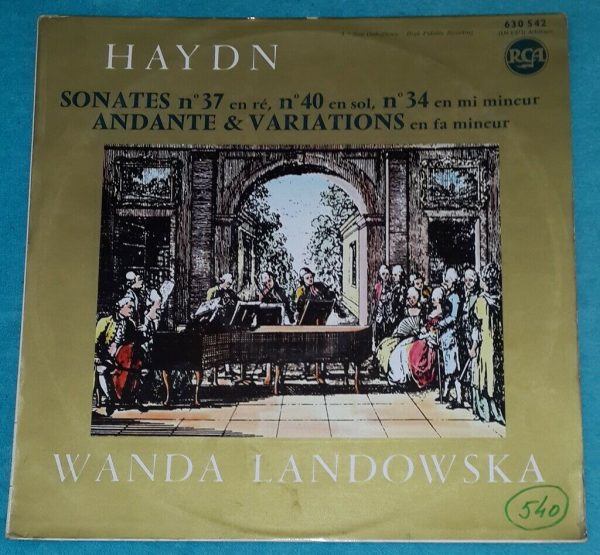 630 542
HAYDN
RCA
SONATES n° 37 en ré, n° 40 en sol, n° 34 en mi mineur
ANDANTE & VARIATIONS en fa mineur
WANDA LANDOWSKA
540